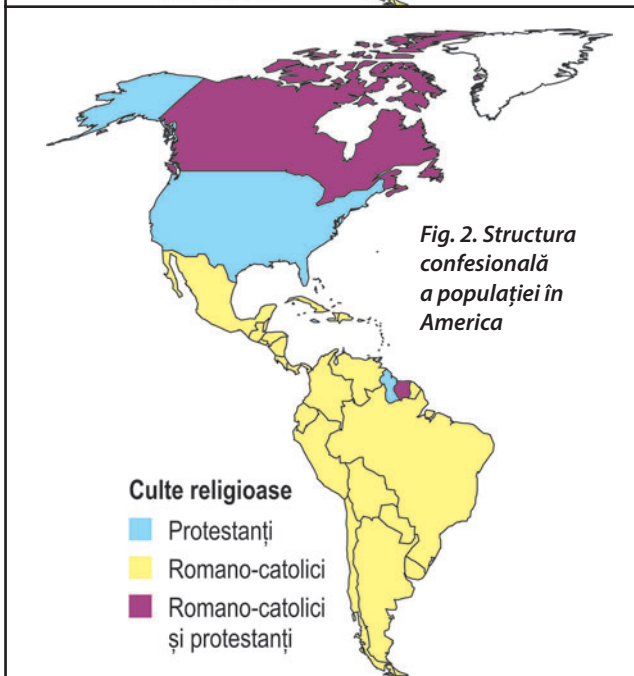 Fig. 2. Structura
confesională
a populației în
America
Culte religioase
Protestanți
Romano-catolici
Romano-catolici
și protestanți